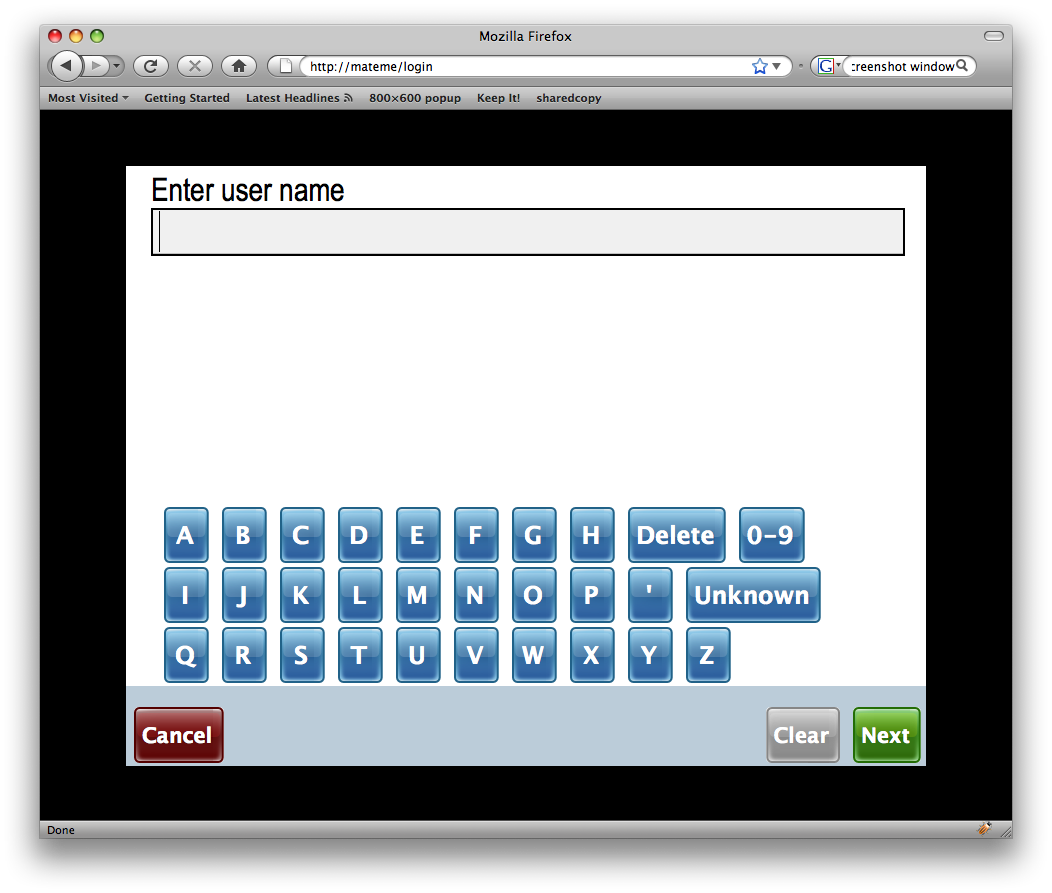 Mozilla Firefox
http://mateme/login
G
:reenshot window
Most Visited Getting Started Latest Headlines 800×600 popup Keep It! sharedcopy
Enter user name
A B C D E F G H Delete 0-9
I J K L M N O P ' Unknown
Q R S T U V W X Y Z
Cancel Clear Next
Done